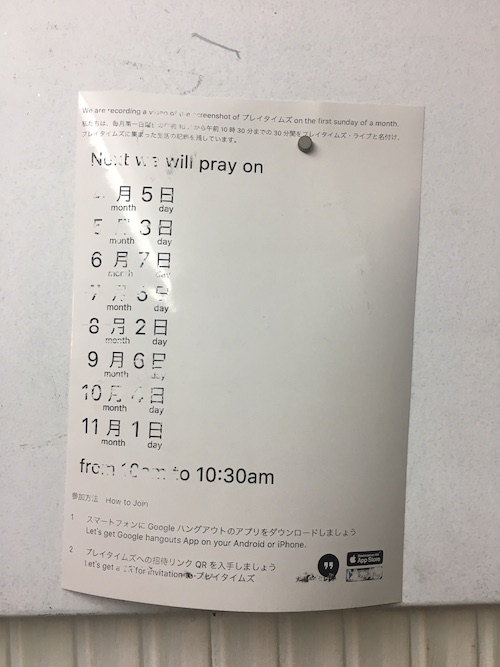 We are recording a video of the screenshot of プレイタイムズ on the first sunday of a month.
私たちは、毎月第一日曜 から午前 10 時 30 分までの 30 分間をプレイタイムズ・ライブと名付け、
プレイタイムズに集まった生活の記録を残しています。
Next we will pray on
月 5 日
month day
5 月 3 日
month day
6 月 7 日
month day
7 月 5 日
month day
8 月 2 日
month day
9 月 6 日
month day
10 月 4 日
month day
11 月 1 日
month day
from 10am to 10:30am
参加方法 How to Join
1 スマートフォンに Google ハングアウトのアプリをダウンロードしましょう
Let's get Google hangouts App on your Android or iPhone.
2 プレイタイムズへの招待リンク QR を入手しましょう
Let's get a QR for invitation プレイタイムズ
App Store